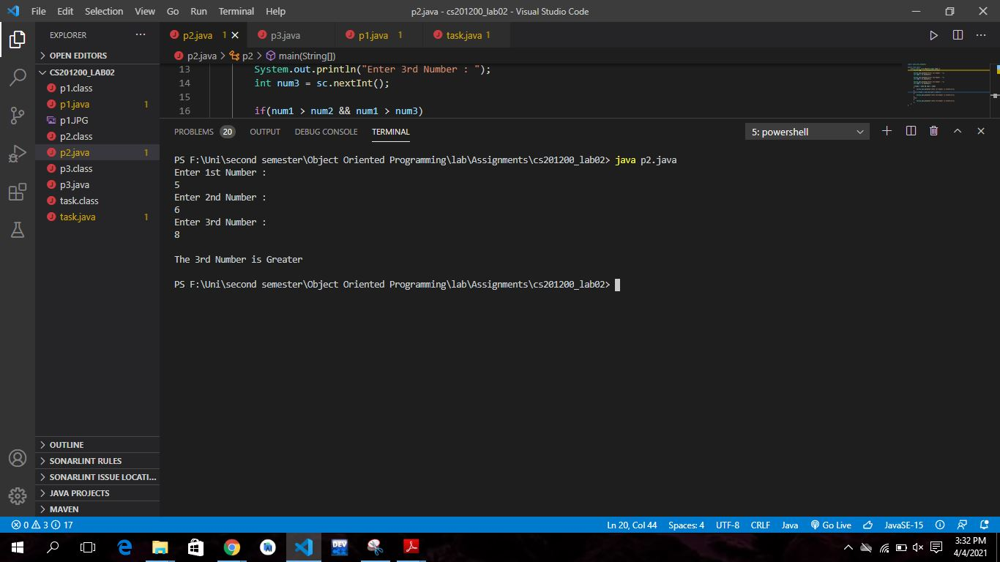 File Edit Selection View Go Run Terminal Help
p2.java - cs201200_lab02 - Visual Studio Code
EXPLORER
OPEN EDITORS
CS201200_LAB02
p1.class
p1.java 1
p1.JPG
p2.class
p2.java 1
p3.class
p3.java
task.class
task.java 1
OUTLINE
SONARLINT RULES
SONARLINT ISSUE LOCATI...
JAVA PROJECTS
MAVEN
p2.java 1 p3.java p1.java 1 task.java 1
p2.java > p2 > main(String[])
13 System.out.println("Enter 3rd Number : ");
14 int num3 = sc.nextInt();
15
16 if(num1 > num2 && num1 > num3)
PROBLEMS 20 OUTPUT DEBUG CONSOLE TERMINAL
5: powershell
PS F:\Uni\second semester\Object Oriented Programming\lab\Assignments\cs201200_lab02> java p2.java
Enter 1st Number :
5
Enter 2nd Number :
6
Enter 3rd Number :
8
The 3rd Number is Greater
PS F:\Uni\second semester\Object Oriented Programming\lab\Assignments\cs201200_lab02>
0 3 17
Ln 20, Col 44 Spaces: 4 UTF-8 CRLF Java Go Live JavaSE-15
DEV
3:32 PM
4/4/2021